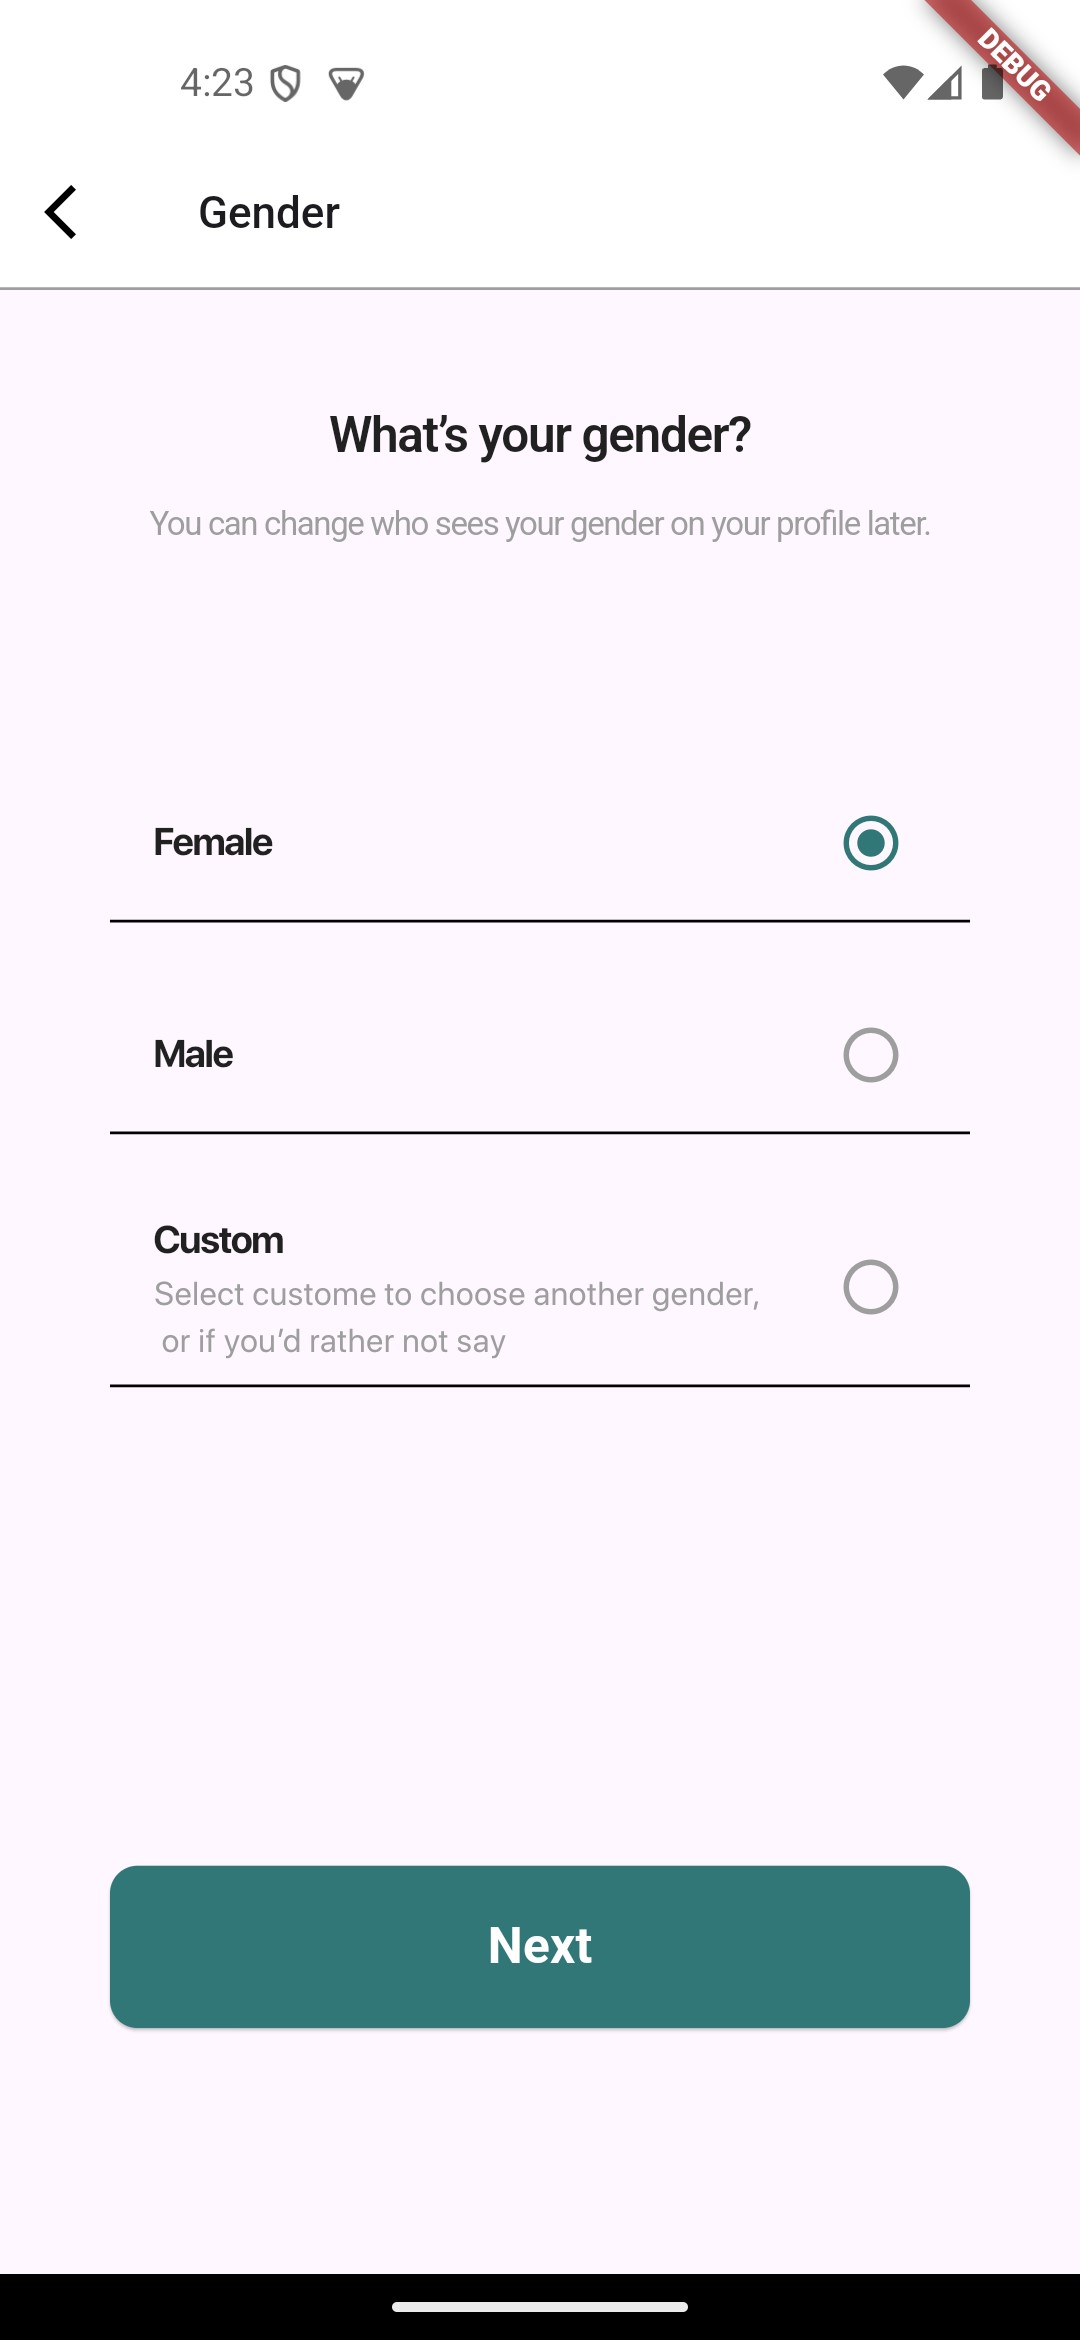 4:23
DEBUG
Gender
What’s your gender?
You can change who sees your gender on your profile later.
Female
Male
Custom
Select custome to choose another gender,
or if you’d rather not say
Next